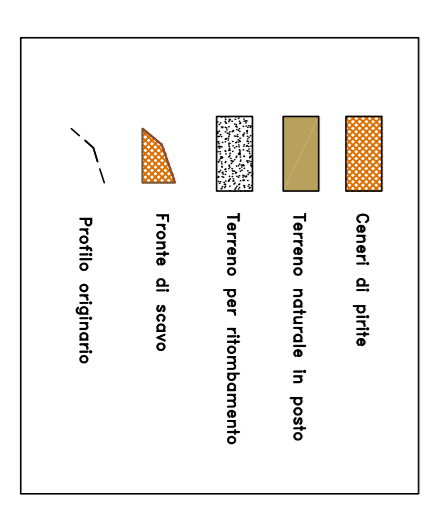 Ceneri di pirite
Terreno naturale in posto
Terreno per ritombamento
Fronte di scavo
Profilo originario